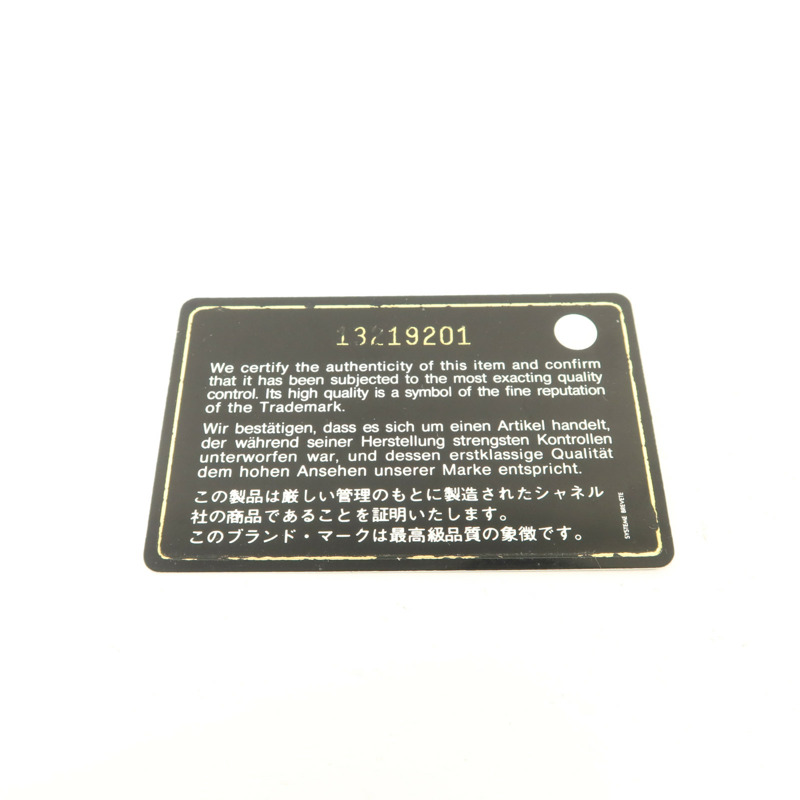 13219201
We certify the authenticity of this item and confirm
that it has been subjected to the most exacting quality
control. Its high quality is a symbol of the fine reputation
of the Trademark.
Wir bestätigen, dass es sich um einen Artikel handelt,
der während seiner Herstellung strengsten Kontrollen
unterworfen war, und dessen erstklassige Qualität
dem hohen Ansehen unserer Marke entspricht.
この製品は厳しい管理のもとに製造されたシャネル
社の商品であることを証明いたします。
このブランド・マークは最高級品質の象徴です。
SYSTEME BREVETE